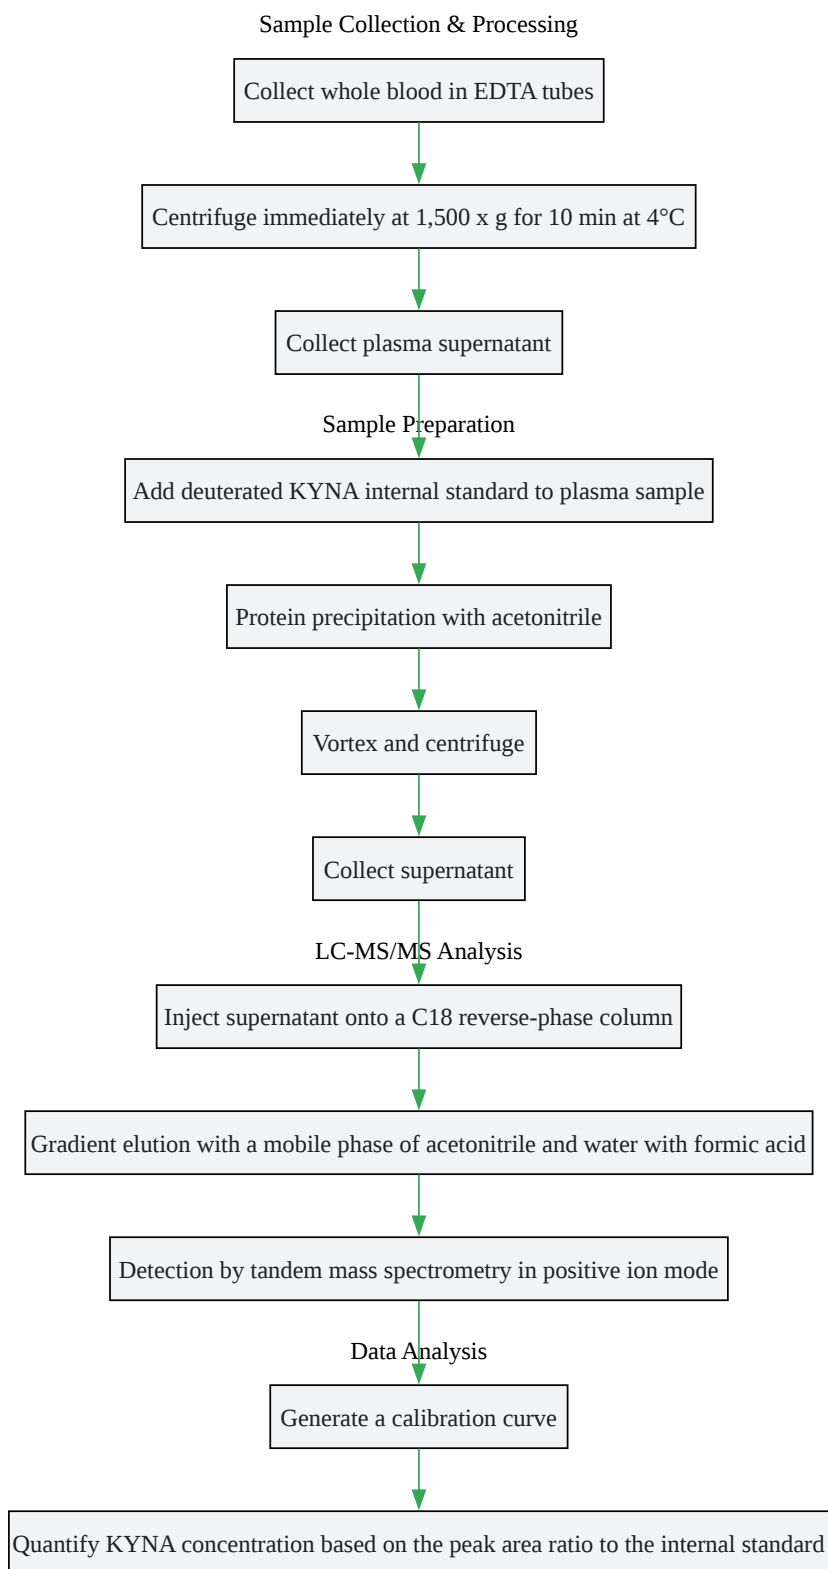 Sample Collection & Processing
Collect whole blood in EDTA tubes
Centrifuge immediately at 1,500 x g for 10 min at 4°C
Collect plasma supernatant
Sample Preparation
Add deuterated KYNA internal standard to plasma sample
Protein precipitation with acetonitrile
Vortex and centrifuge
Collect supernatant
LC-MS/MS Analysis
Inject supernatant onto a C18 reverse-phase column
Gradient elution with a mobile phase of acetonitrile and water with formic acid
Detection by tandem mass spectrometry in positive ion mode
Data Analysis
Generate a calibration curve
Quantify KYNA concentration based on the peak area ratio to the internal standard